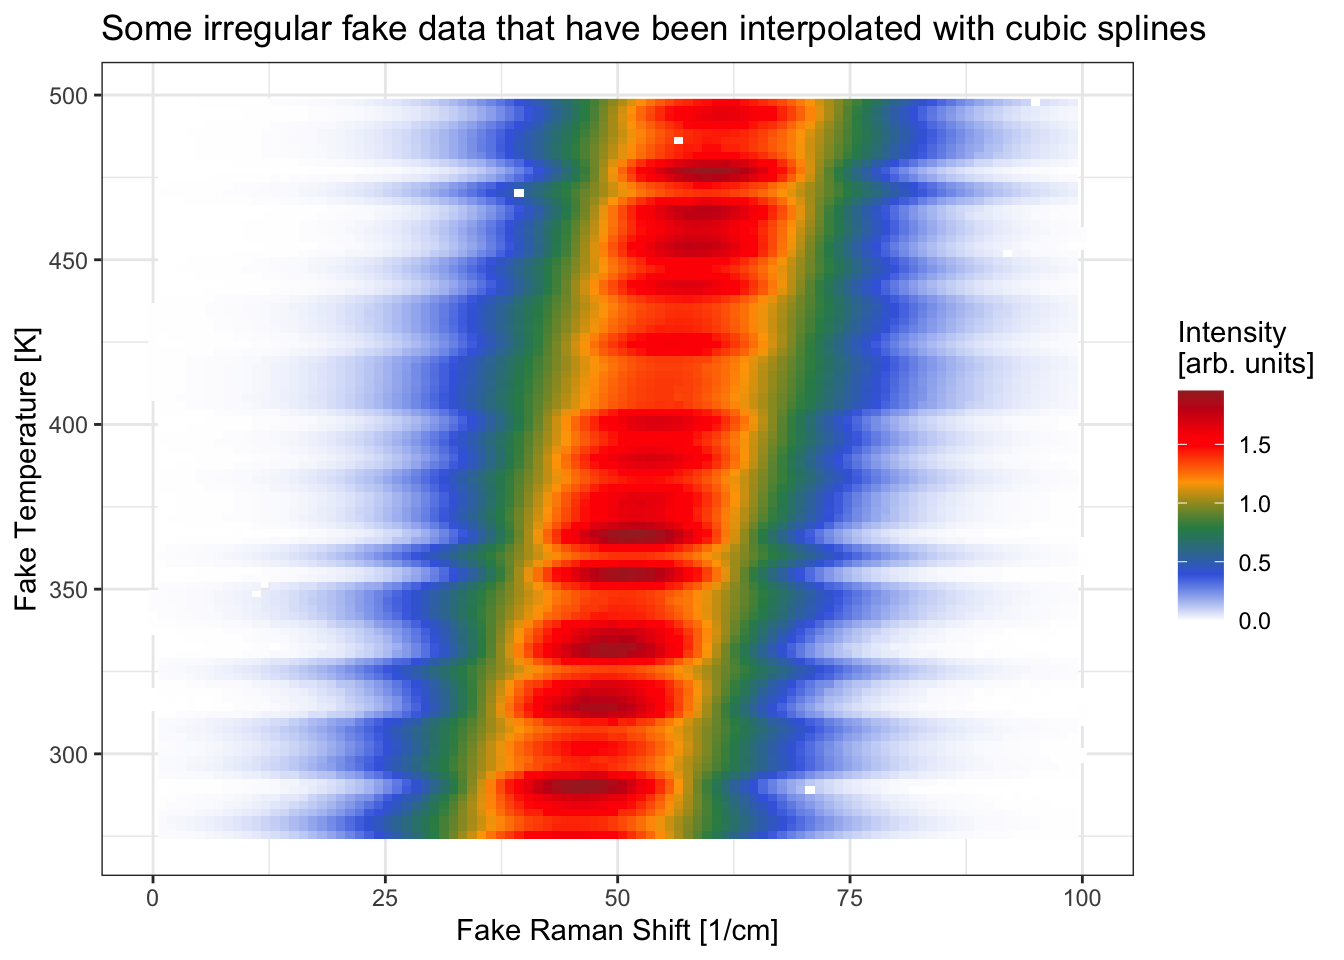 Some irregular fake data that have been interpolated with cubic splines
500
450
400
350
300
Fake Temperature [K]
0 25 50 75 100
Fake Raman Shift [1/cm]
Intensity
[arb. units]
1.5
1.0
0.5
0.0